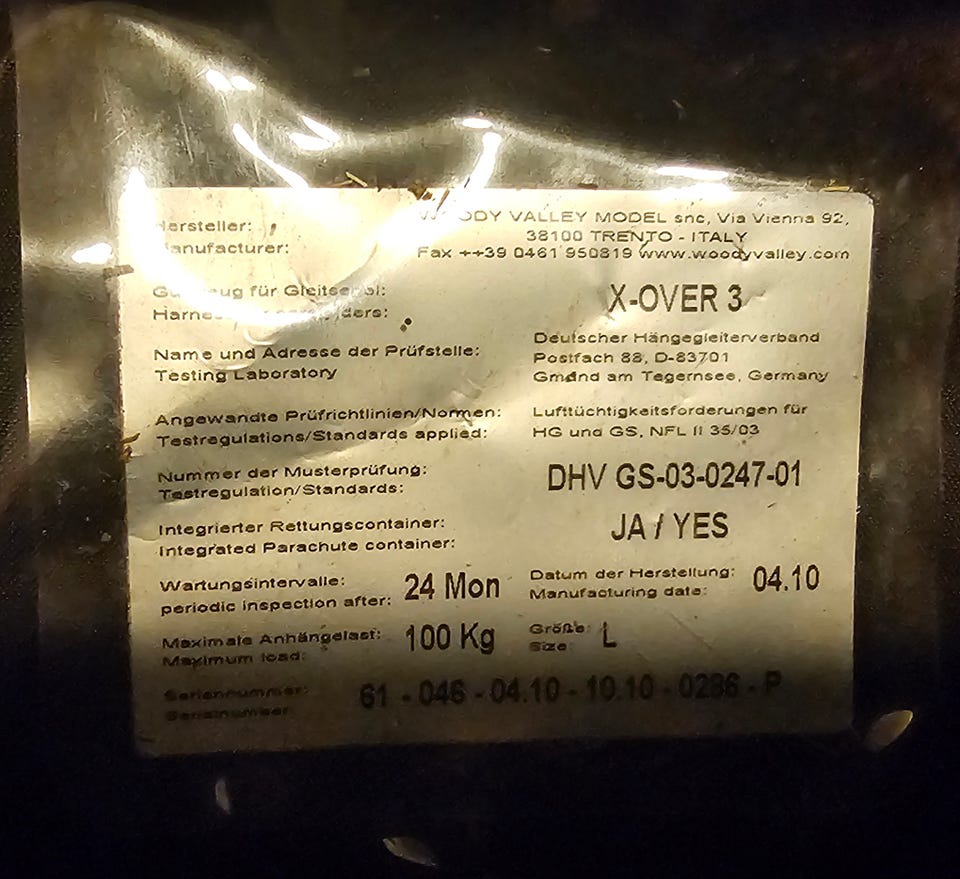 Hersteller:
Manufacturer:
WOODY VALLEY MODEL snc, Via Vienna 92,
38100 TRENTO - ITALY
Fax ++39 0461 950819 www.woodyvalley.com
für
Harness
X-OVER 3
Name und Adresse der Prüfstelle:
Testing Laboratory
Deutscher Hängegleiterverband
Postfach 88, D-83701
Gmünd am Tegernsee, Germany
Angewandte Prüfrichtlinien/Normen:
Testregulations/Standards applied:
Lufttüchtigkeitsforderungen für
HG und GS, NFL II 35/03
Nummer der Musterprüfung:
Testregulation/Standards:
DHV GS-03-0247-01
Integrierter Rettungscontainer:
Integrated Parachute container:
JA / YES
Wartungsintervalle:
periodic inspection after:
24 Mon
Datum der Herstellung:
Manufacturing date:
04.10
Maximale Anhängelast:
Maximum load:
100 Kg
Größe:
Size:
L
Seriennummer:
Serialnumber:
61 - 046 - 04.10 - 10.10 - 0286 - P